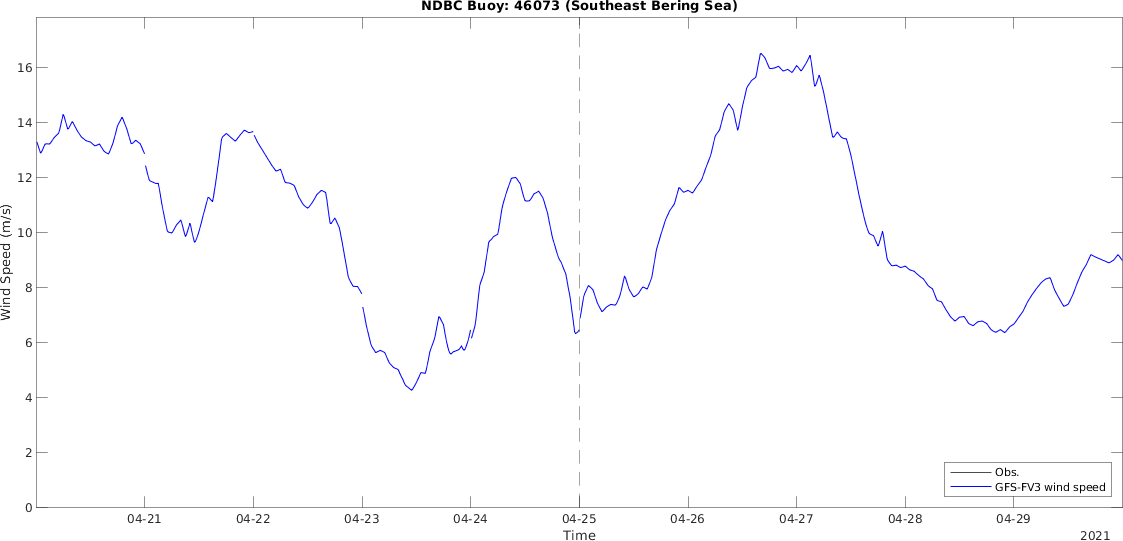 NDBC Buoy: 46073 (Southeast Bering Sea)
16
14
12
10
8
6
4
2
0
Wind Speed (m/s)
04-21 04-22 04-23 04-24 04-25 04-26 04-27 04-28 04-29
Time
2021
Obs.
GFS-FV3 wind speed